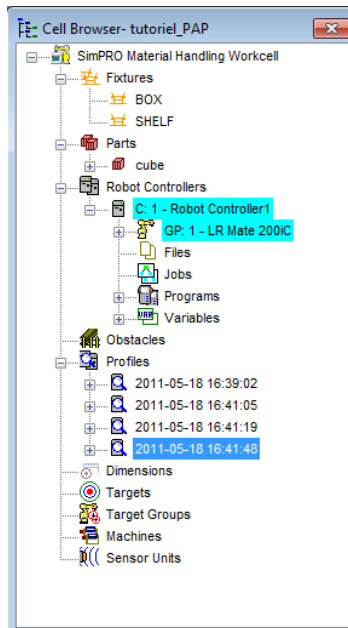 Cell Browser- tutoriel_PAP
SimPRO Material Handling Workcell
Fixtures
BOX
SHELF
Parts
cube
Robot Controllers
C: 1 - Robot Controller1
GP: 1 - LR Mate 200iC
Files
Jobs
Programs
VAR Variables
Obstacles
Profiles
2011-05-18 16:39:02
2011-05-18 16:41:05
2011-05-18 16:41:19
2011-05-18 16:41:48
Dimensions
Targets
Target Groups
Machines
Sensor Units